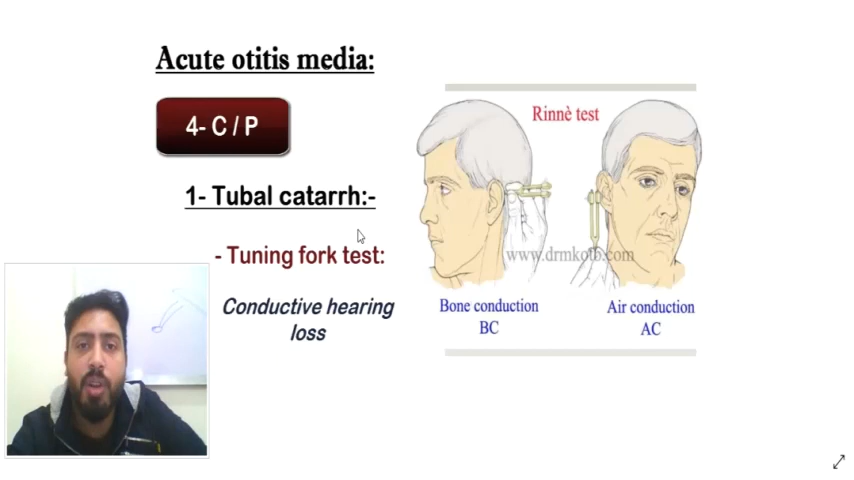 Acute otitis media:
4- C / P
1- Tubal catarrh:-
- Tuning fork test:
Conductive hearing
loss
Rinnè test
www.drmkotb.com
Bone conduction
BC
Air conduction
AC